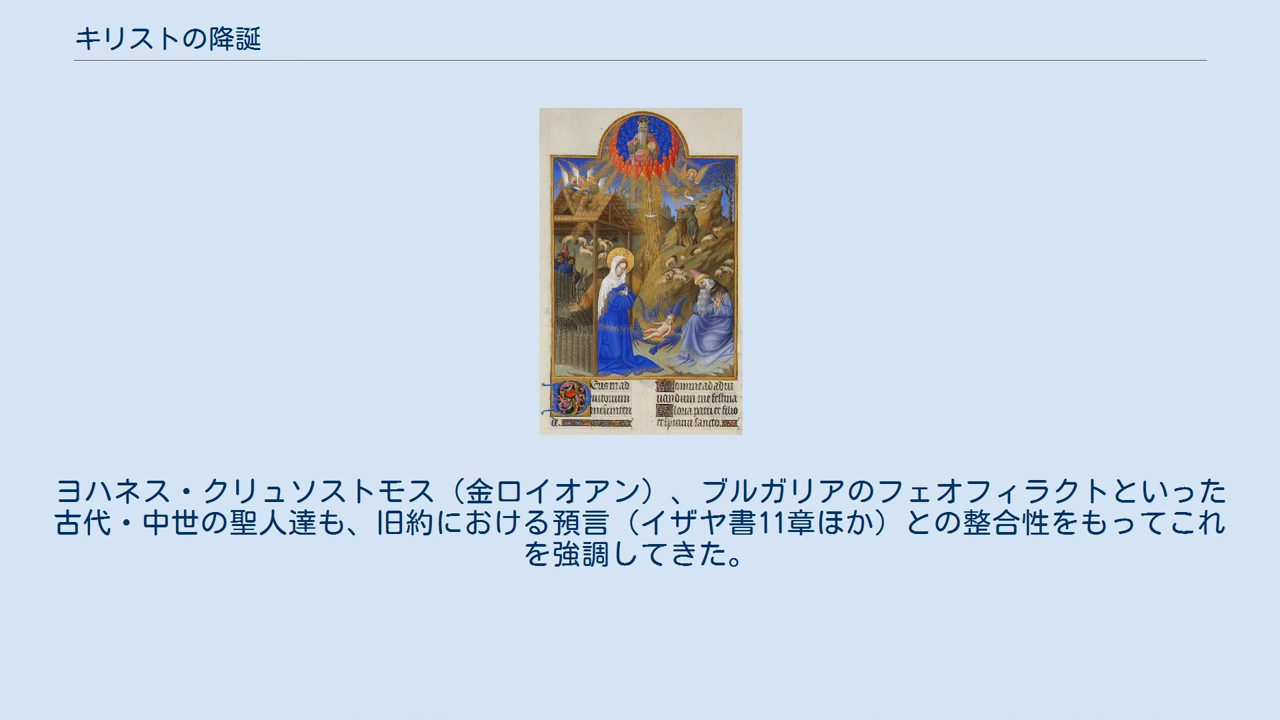 キリストの降誕
ヨハネス・クリュソストモス（金口イオアン）、ブルガリアのフェオフィラクトといった
古代・中世の聖人達も、旧約における預言（イザヤ書11章ほか）との整合性をもってこれ
を強調してきた。